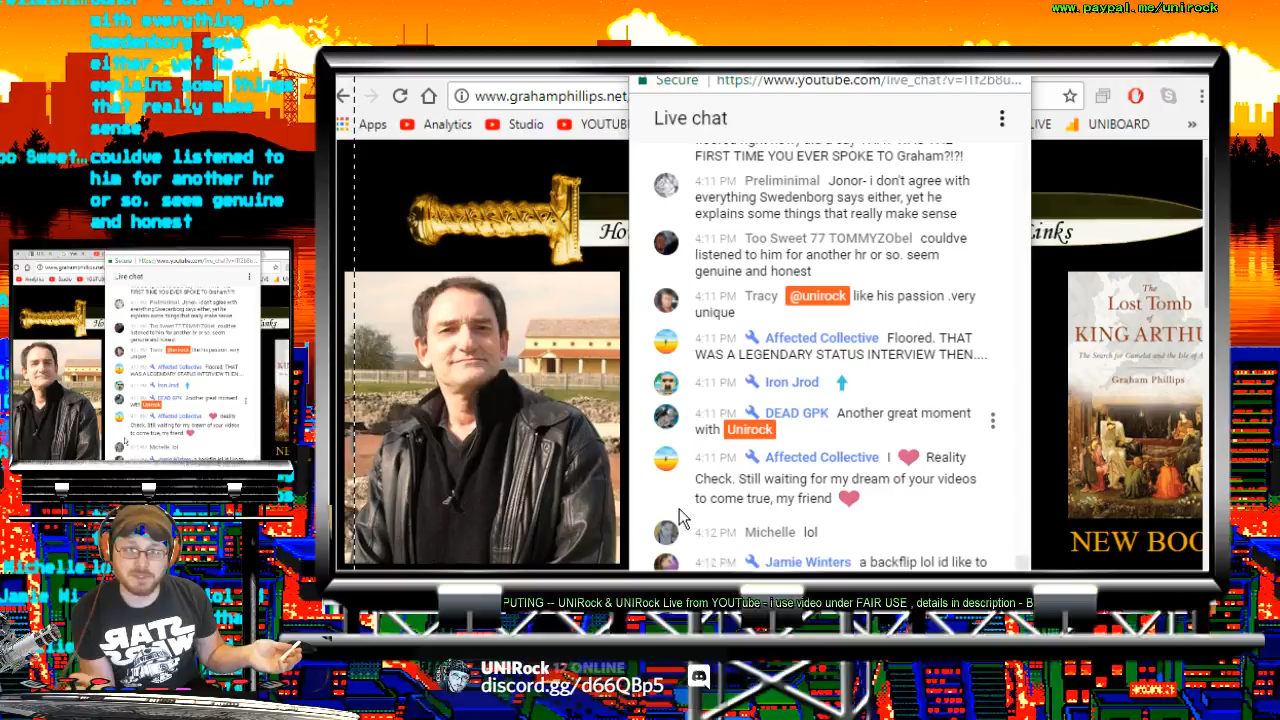 www.paypal.me/unirock
with everything
Swedenborg says
either, yet he
explains some
things that
really make
sense
couldve listened to
him for another hr
or so. seem genuine
and honest
Secure | https://www.youtube.com/live_chat?v=
www.grahamphillips.net
Apps Analytics Studio YOUTUB
UNIBOARD »
Live chat
FIRST TIME YOU EVER SPOKE TO Graham?!?!
4:11 PM Preliminimal Jonor- i don't agree with
everything Swedenborg says either, yet he
explains some things that really make sense
4:11 PM Too Sweet 77 TOMMYZObel couldve
listened to him for another hr or so. seem
genuine and honest
4:11 PM Tracy @unirock like his passion .very
unique
4:11 PM Affected Collective Floored. THAT
WAS A LEGENDARY STATUS INTERVIEW THEN....
4:11 PM Iron Jrod
4:11 PM DEAD GPK Another great moment
with Unirock
4:11 PM Affected Collective I ❤ Reality
Check. Still waiting for my dream of your videos
to come true, my friend ❤
4:12 PM Michelle lol
4:12 PM Jamie Winters a backflip lol id like to
The
Lost Tomb
of
KING ARTHU
The Search for Camelot and the Isle of A
Graham Phillips
NEW BOO
Live chat
STAR
WARS
PUTING -- UNIRock & UNIRock Live from YOUTube - i use video under FAIR USE , details in description - B
UNIRock 12 ONLINE
discord.gg/d66QBp5